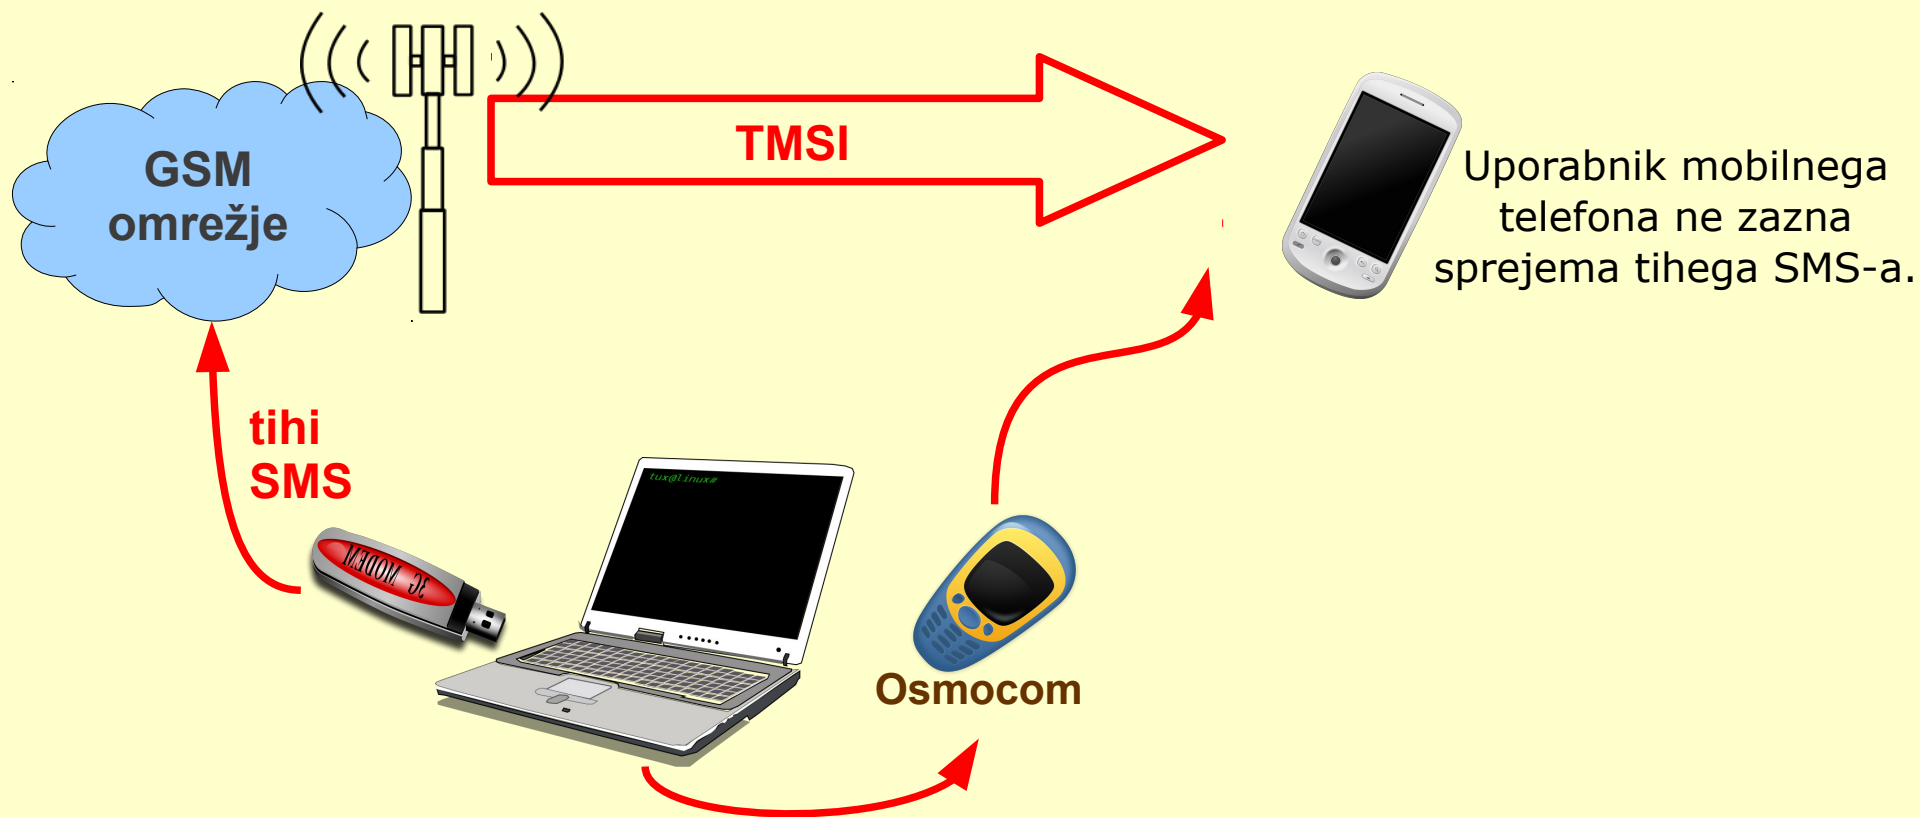 GSM
omrežje
TMSI
Uporabnik mobilnega
telefona ne zazna
sprejema tihega SMS-a.
tihi
SMS
3G MODEM
tux@linux#
Osmocom